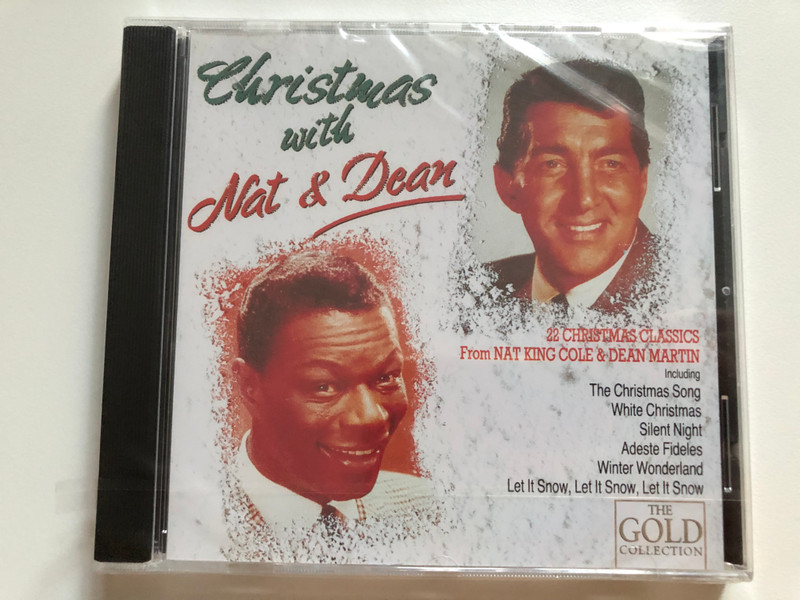 Christmas
with
Nat & Dean
22 CHRISTMAS CLASSICS
From NAT KING COLE & DEAN MARTIN
Including
The Christmas Song
White Christmas
Silent Night
Adeste Fideles
Winter Wonderland
Let It Snow, Let It Snow, Let It Snow
THE
GOLD
COLLECTION